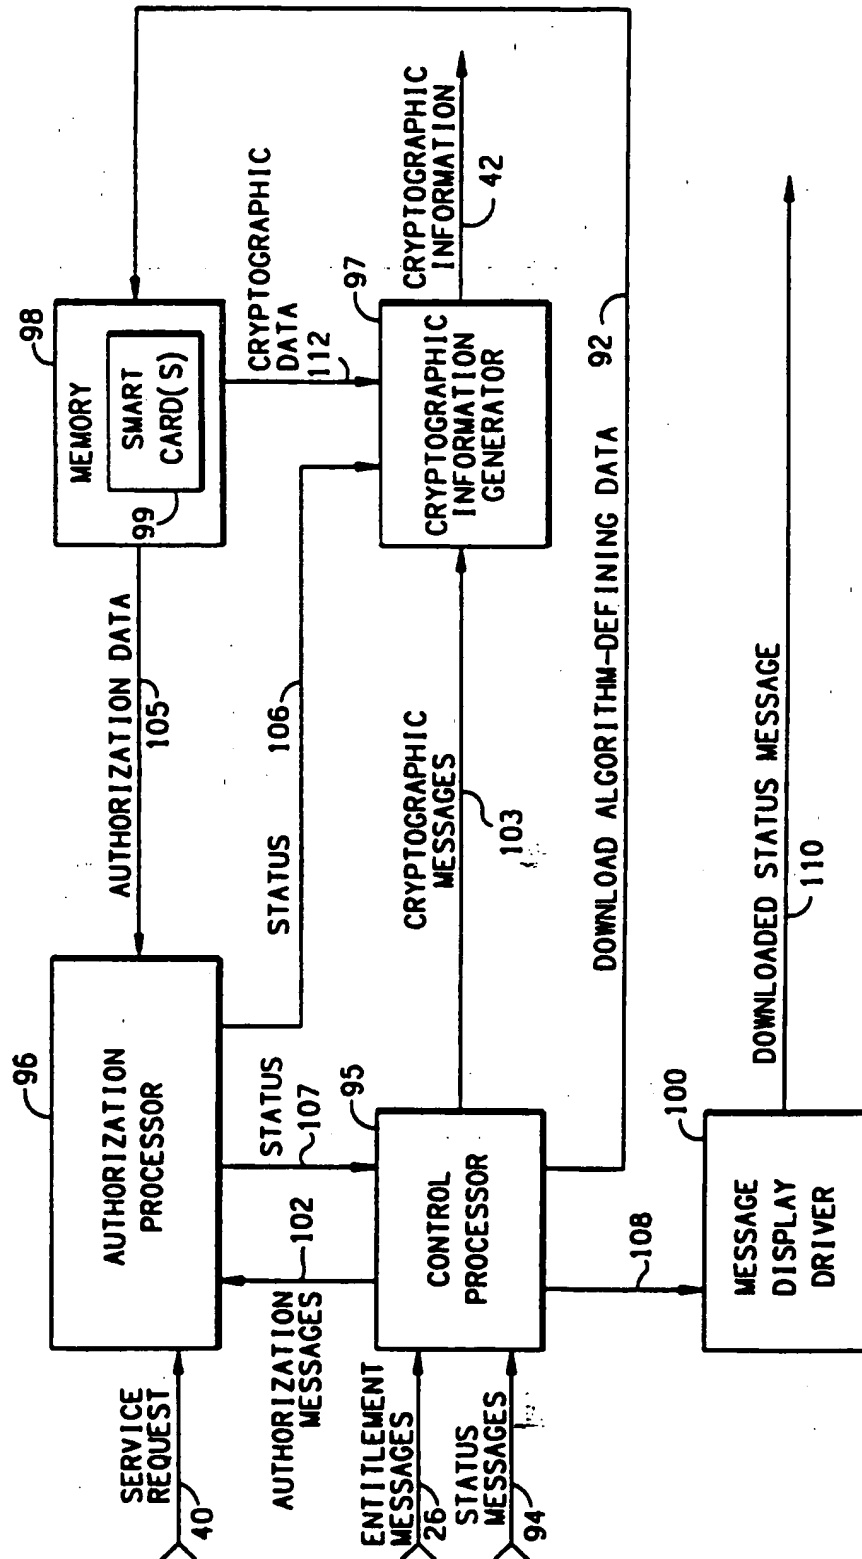 SERVICE
REQUEST
40
96
AUTHORIZATION
PROCESSOR
AUTHORIZATION DATA
105
98
MEMORY
SMART
CARD(S)
99
AUTHORIZATION
MESSAGES
102
STATUS
107
STATUS
106
CRYPTOGRAPHIC
DATA
112
ENTITLEMENT
MESSAGES
26
STATUS
MESSAGES
94
95
CONTROL
PROCESSOR
CRYPTOGRAPHIC
MESSAGES
103
97
CRYPTOGRAPHIC
INFORMATION
GENERATOR
CRYPTOGRAPHIC
INFORMATION
42
108
DOWNLOAD ALGORITHM-DEFINING DATA
92
100
MESSAGE
DISPLAY
DRIVER
DOWNLOADED STATUS MESSAGE
110